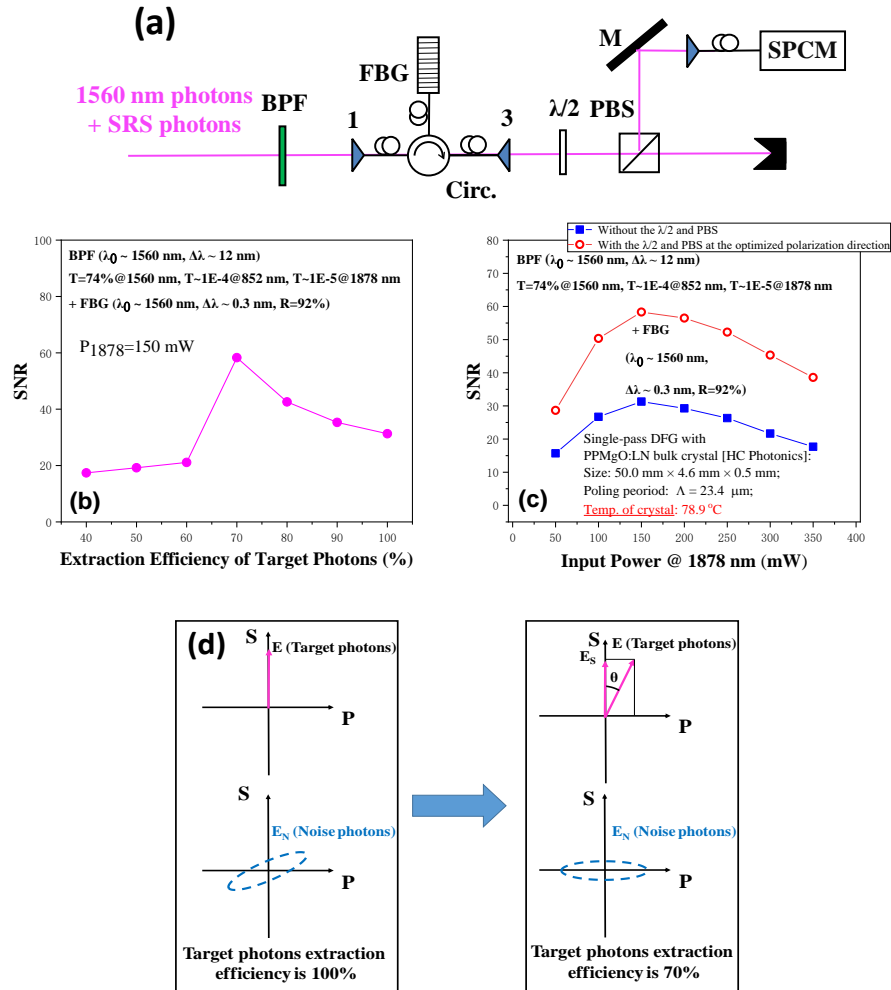 (a)
1560 nm photons
+ SRS photons
BPF
1
FBG
Circ.
3
λ/2
PBS
M
SPCM
(b)
SNR
100
80
60
40
20
0
BPF (λ0 ~ 1560 nm, Δλ ~ 12 nm)
T=74%@1560 nm, T~1E-4@852 nm, T~1E-5@1878 nm
+ FBG (λ0 ~ 1560 nm, Δλ ~ 0.3 nm, R=92%)
P1878=150 mW
40 50 60 70 80 90 100
Extraction Efficiency of Target Photons (%)
(c)
SNR
80
70
60
50
40
30
20
10
0
Without the λ/2 and PBS
With the λ/2 and PBS at the optimized polarization direction
BPF (λ0 ~ 1560 nm, Δλ ~ 12 nm)
T=74%@1560 nm, T~1E-4@852 nm, T~1E-5@1878 nm
+ FBG
(λ0 ~ 1560 nm,
Δλ ~ 0.3 nm, R=92%)
Single-pass DFG with
PPMgO:LN bulk crystal [HC Photonics]:
Size: 50.0 mm × 4.6 mm × 0.5 mm;
Poling peoriod: Λ = 23.4 μm;
Temp. of crystal: 78.9 °C
0 50 100 150 200 250 300 350 400
Input Power @ 1878 nm (mW)
(d)
S
E (Target photons)
P
S
EN (Noise photons)
P
Target photons extraction
efficiency is 100%
S
E (Target photons)
ES
θ
P
S
EN (Noise photons)
P
Target photons extraction
efficiency is 70%